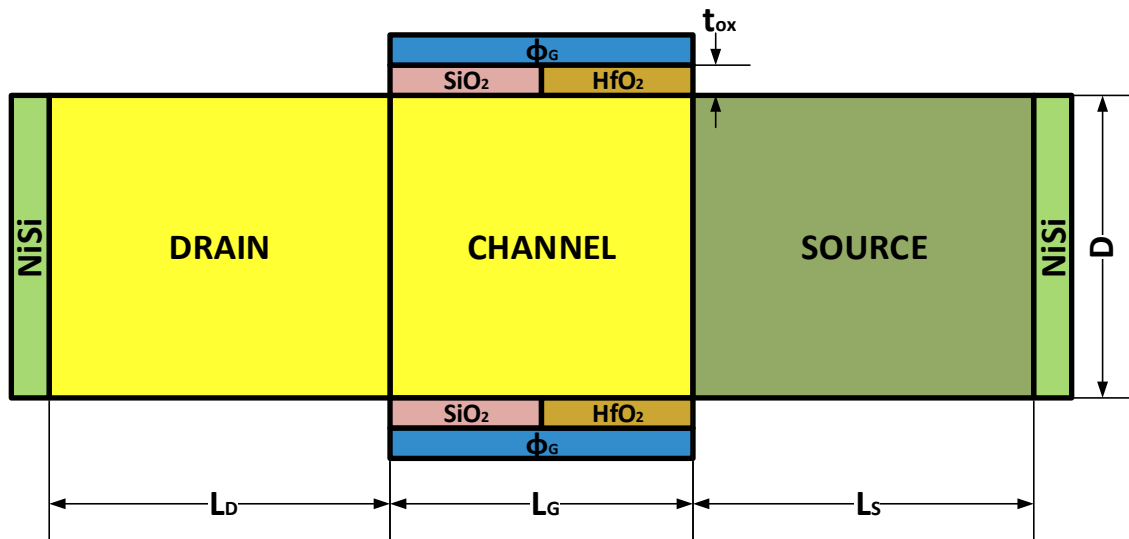 tox
ΦG
SiO₂ HfO₂
NiSi DRAIN CHANNEL SOURCE NiSi D
SiO₂ HfO₂
ΦG
LD LG LS